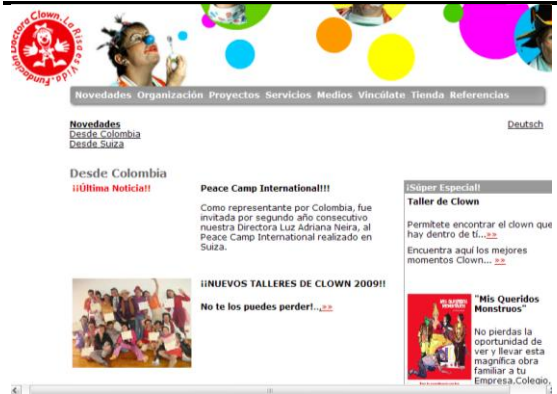 Fundación Doctora Clown. La Risa es Vida
Novedades Organización Proyectos Servicios Medios Vincúlate Tienda Referencias
Novedades
Desde Colombia
Desde Suiza
Deutsch
Desde Colombia
¡¡Última Noticia!!
Peace Camp International!!!
Como representante por Colombia, fue
invitada por segundo año consecutivo
nuestra Directora Luz Adriana Neira, al
Peace Camp International realizado en
Suiza.
¡¡NUEVOS TALLERES DE CLOWN 2009!!
No te los puedes perder!..,»»
¡Súper Especial!
Taller de Clown
Permítete encontrar el clown que
hay dentro de tí...»»
Encuentra aquí los mejores
momentos Clown... »»
"Mis Queridos
Monstruos"
No pierdas la
oportunidad de
ver y llevar esta
magnífica obra
familiar a tu
Empresa,Colegio,